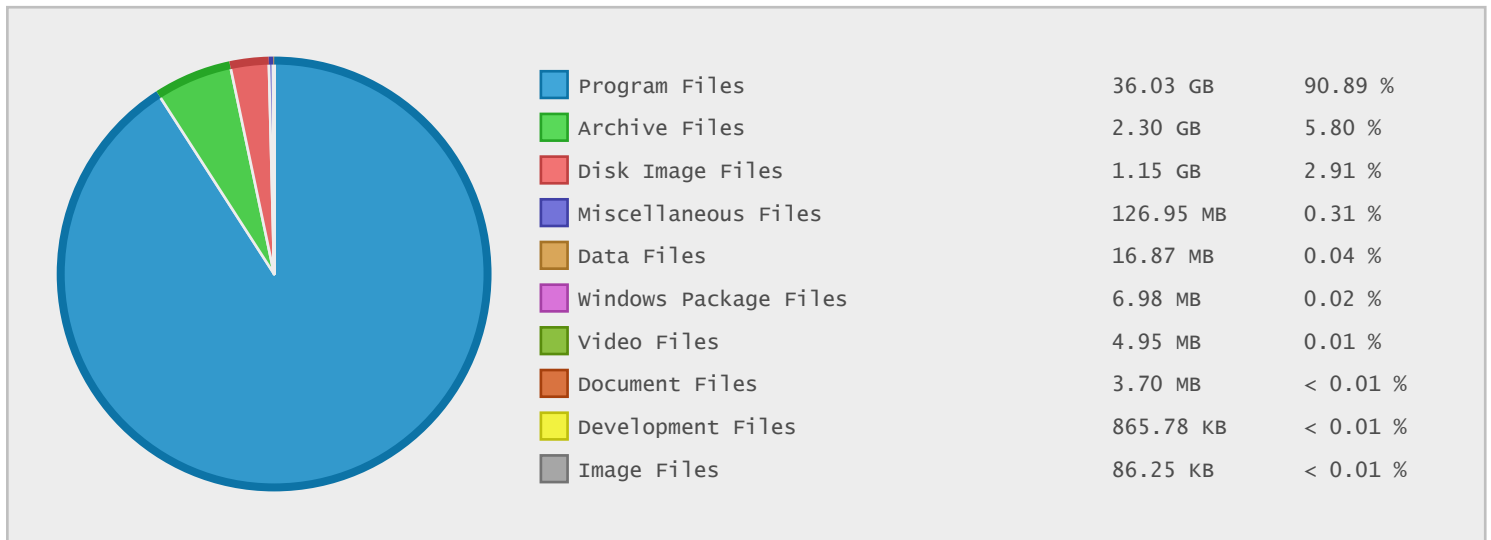 Program Files 36.03 GB 90.89 %
Archive Files 2.30 GB 5.80 %
Disk Image Files 1.15 GB 2.91 %
Miscellaneous Files 126.95 MB 0.31 %
Data Files 16.87 MB 0.04 %
Windows Package Files 6.98 MB 0.02 %
Video Files 4.95 MB 0.01 %
Document Files 3.70 MB < 0.01 %
Development Files 865.78 KB < 0.01 %
Image Files 86.25 KB < 0.01 %